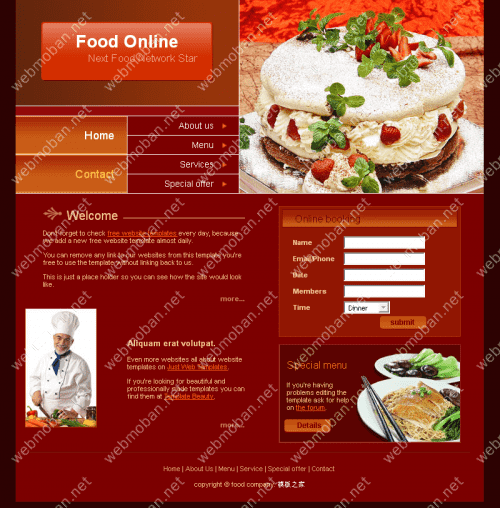 Food Online
Next Food Network Star
Home
Contact
About us
Menu
Services
Special offer
Welcome
Don't forget to check free website templates every day, because
we add a new free website template almost daily.
You can remove any link to our websites from this template you're
free to use the template without linking back to us.
This is just a place holder so you can see how the site would look
like.
more...
Aliquam erat volutpat.
Even more websites all about website
templates on Just Web Templates.
If you're looking for beautiful and
professionally made templates you can
find them at Template Beauty.
more...
Online booking
Name
Email/Phone
Date
Members
Time
Dinner
submit
Special menu
If you're having
problems editing the
template ask for help
on the forum.
Details
Home | About Us | Menu | Service | Special offer | Contact
copyright © food company 模板之家
webmoban.net